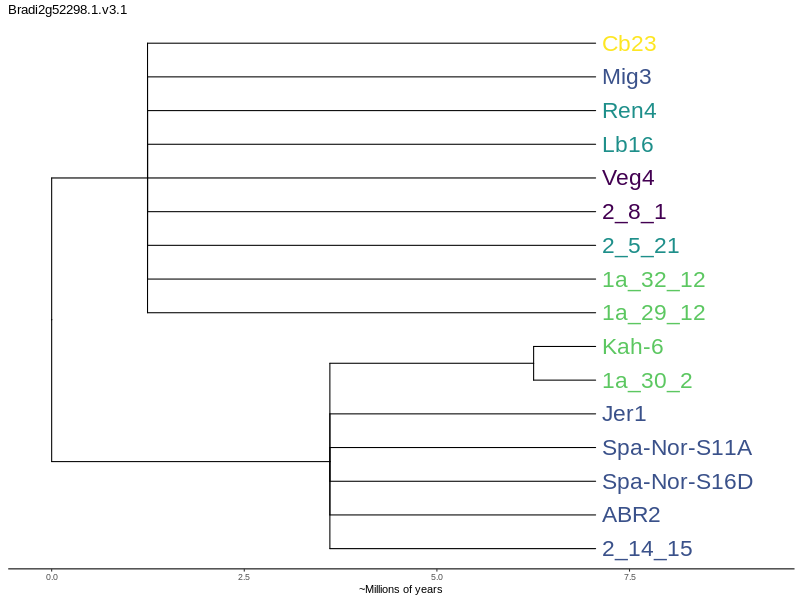 Bradi2g52298.1.v3.1
Cb23
Mig3
Ren4
Lb16
Veg4
2_8_1
2_5_21
1a_32_12
1a_29_12
Kah-6
1a_30_2
Jer1
Spa-Nor-S11A
Spa-Nor-S16D
ABR2
2_14_15
0.0 2.5 5.0 7.5
~Millions of years